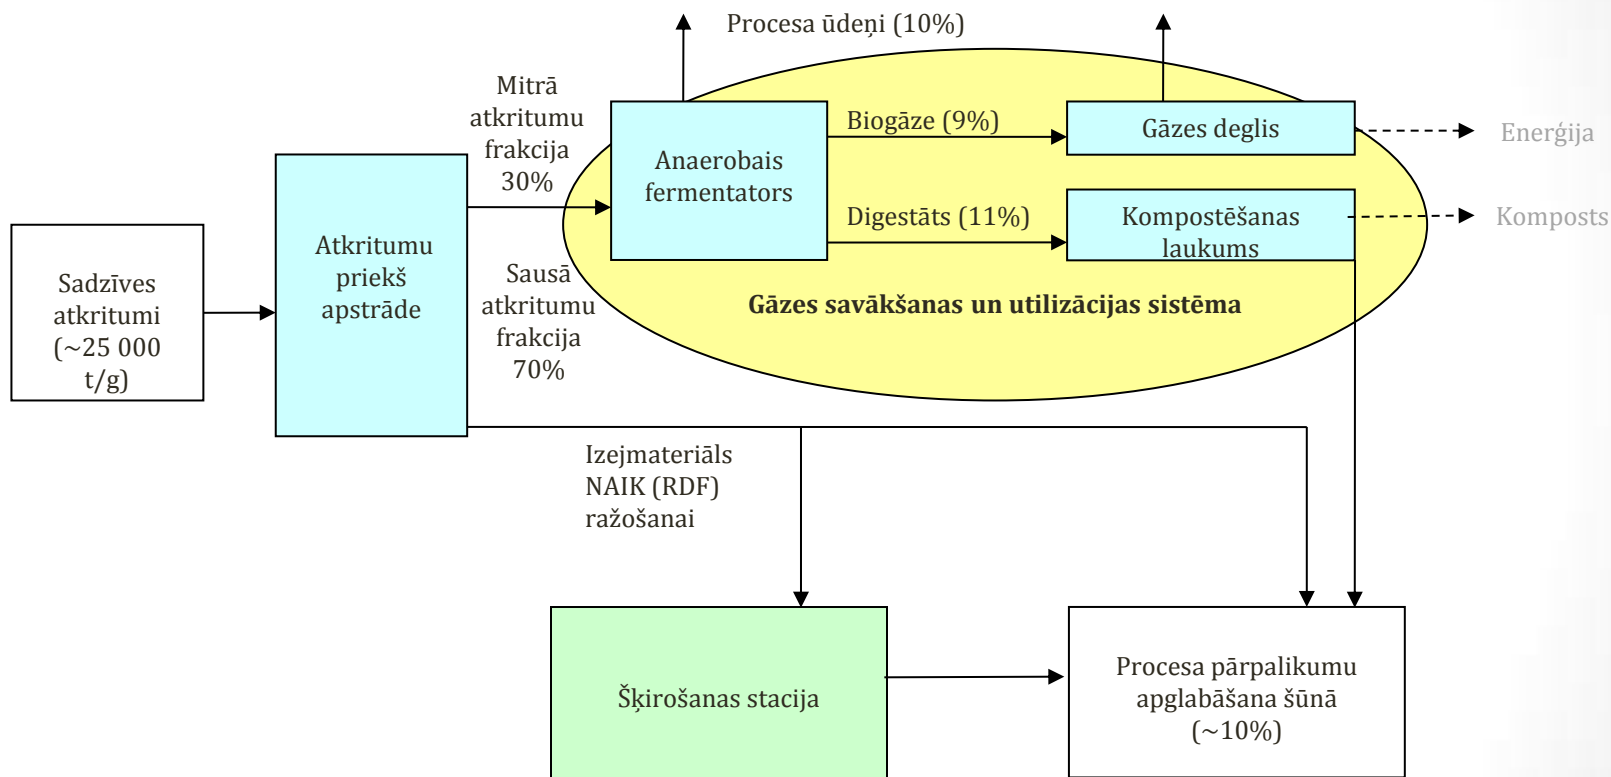 Procesa ūdeņi (10%)
Mitrā
atkritumu
frakcija
30%
Anaerobais
fermentators
Biogāze (9%)
Gāzes deglis
Enerģija
Digestāts (11%)
Kompostēšanas
laukums
Komposts
Sadzīves
atkritumi
(~25 000
t/g)
Atkritumu
priekš
apstrāde
Sausā
atkritumu
frakcija
70%
Gāzes savākšanas un utilizācijas sistēma
Izejmateriāls
NAIK (RDF)
ražošanai
Šķirošanas stacija
Procesa pārpalikumu
apglabāšana šūnā
(~10%)